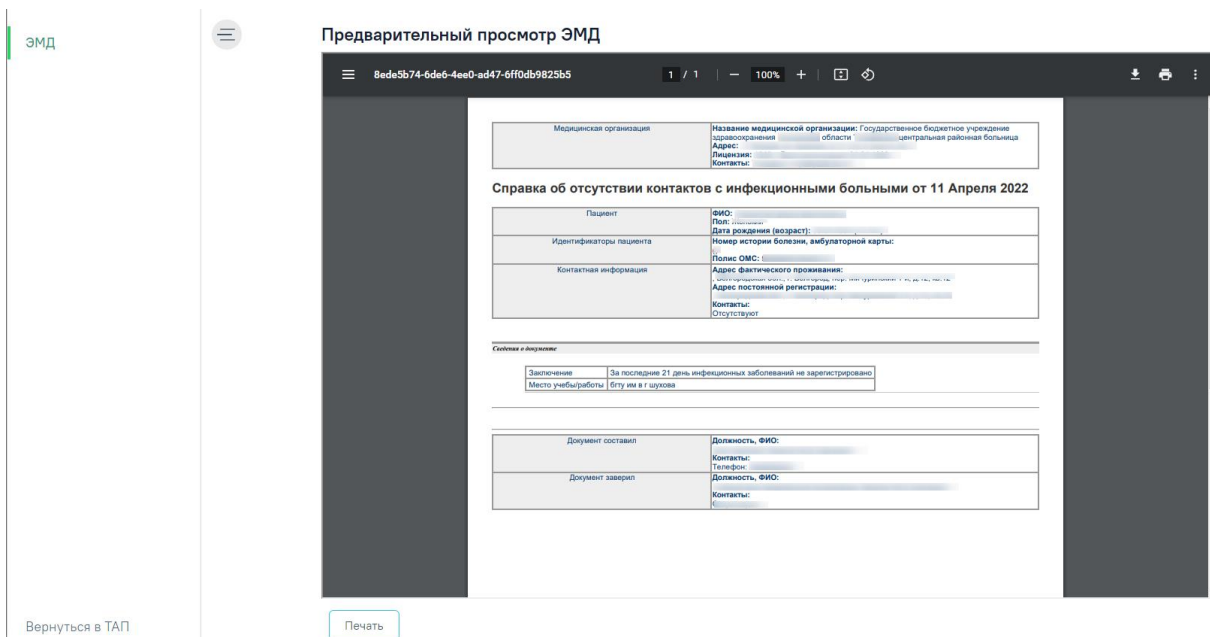 ЭМД
Предварительный просмотр ЭМД
8ede5b74-6de6-4ee0-ad47-6ff0db9825b5 1 / 1 − 100% +
Медицинская организация
Название медицинской организации: Государственное бюджетное учреждение
здравоохранения области центральная районная больница
Адрес:
Лицензия:
Контакты:
Справка об отсутствии контактов с инфекционными больными от 11 Апреля 2022
Пациент
ФИО:
Пол:
Дата рождения (возраст):
Идентификаторы пациента
Номер истории болезни, амбулаторной карты:
Полис ОМС:
Контактная информация
Адрес фактического проживания:
Адрес постоянной регистрации:
Контакты:
Отсутствуют
Сведения о документе
Заключение За последние 21 день инфекционных заболеваний не зарегистрировано
Место учебы/работы бгту им в г шухова
Документ составил
Должность, ФИО:
Контакты:
Телефон:
Документ заверил
Должность, ФИО:
Контакты:
Вернуться в ТАП
Печать